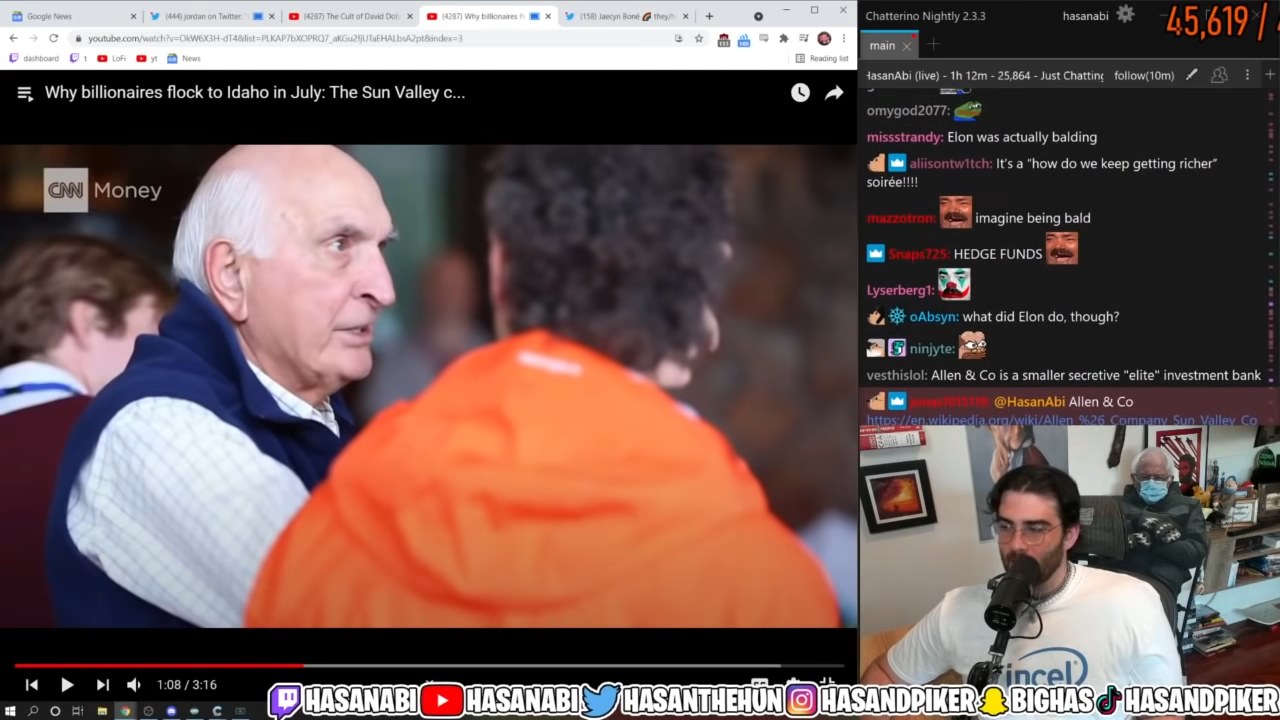 Google News
(444) jordan on Twitter:
(4287) The Cult of David Dob
(4287) Why billionaires fl
(158) Jaecyn Boné 🌈 they/t
youtube.com/watch?v=OkW6X3H-dT4&list=PLKAP7bXOPRQ7_aKGu2fjUTaEHALbsA2pt&index=3
dashboard
t
LoFi
yt
News
Reading list
Why billionaires flock to Idaho in July: The Sun Valley c...
CNN Money
1:08 / 3:16
Chatterino Nightly 2.3.3
hasanabi
45,619 /
main
HasanAbi (live) - 1h 12m - 25,864 - Just Chatting
follow(10m)
omygod2077:
missstrandy: Elon was actually balding
aliisontw1tch: It's a "how do we keep getting richer"
soirée!!!!
mazzotron: imagine being bald
Snaps725: HEDGE FUNDS
Lyserberg1:
oAbsyn: what did Elon do, though?
ninjyte:
vesthislol: Allen & Co is a smaller secretive "elite" investment bank
@HasanAbi Allen & Co
https://en.wikipedia.org/wiki/Allen_%26_Company_Sun_Valley_Co
incel
HASANABI HASANABI HASANTHEHUN HASANDPIKER BIGHAS HASANDPIKER